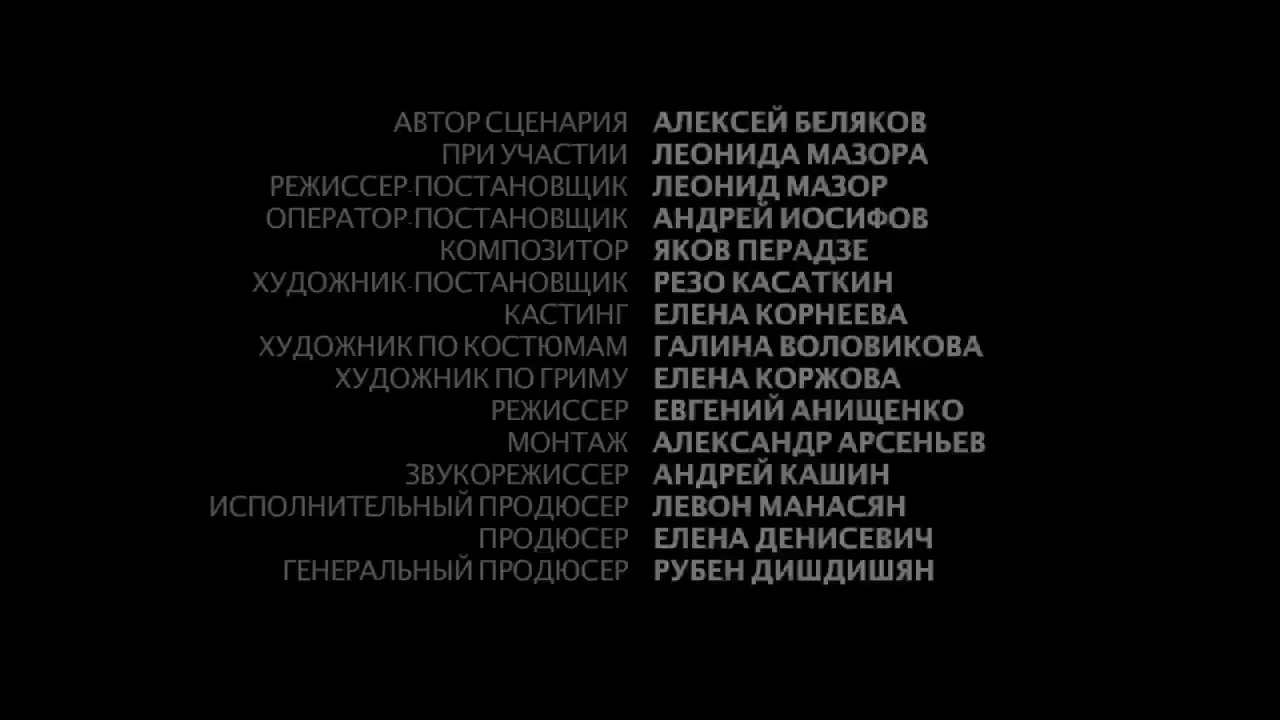 АВТОР СЦЕНАРИЯ АЛЕКСЕЙ БЕЛЯКОВ
ПРИ УЧАСТИИ ЛЕОНИДА МАЗОРА
РЕЖИССЕР-ПОСТАНОВЩИК ЛЕОНИД МАЗОР
ОПЕРАТОР-ПОСТАНОВЩИК АНДРЕЙ ИОСИФОВ
КОМПОЗИТОР ЯКОВ ПЕРАДЗЕ
ХУДОЖНИК-ПОСТАНОВЩИК РЕЗО КАСАТКИН
КАСТИНГ ЕЛЕНА КОРНЕЕВА
ХУДОЖНИК ПО КОСТЮМАМ ГАЛИНА ВОЛОВИКОВА
ХУДОЖНИК ПО ГРИМУ ЕЛЕНА КОРЖОВА
РЕЖИССЕР ЕВГЕНИЙ АНИЩЕНКО
МОНТАЖ АЛЕКСАНДР АРСЕНЬЕВ
ЗВУКОРЕЖИССЕР АНДРЕЙ КАШИН
ИСПОЛНИТЕЛЬНЫЙ ПРОДЮСЕР ЛЕВОН МАНАСЯН
ПРОДЮСЕР ЕЛЕНА ДЕНИСЕВИЧ
ГЕНЕРАЛЬНЫЙ ПРОДЮСЕР РУБЕН ДИШДИШЯН